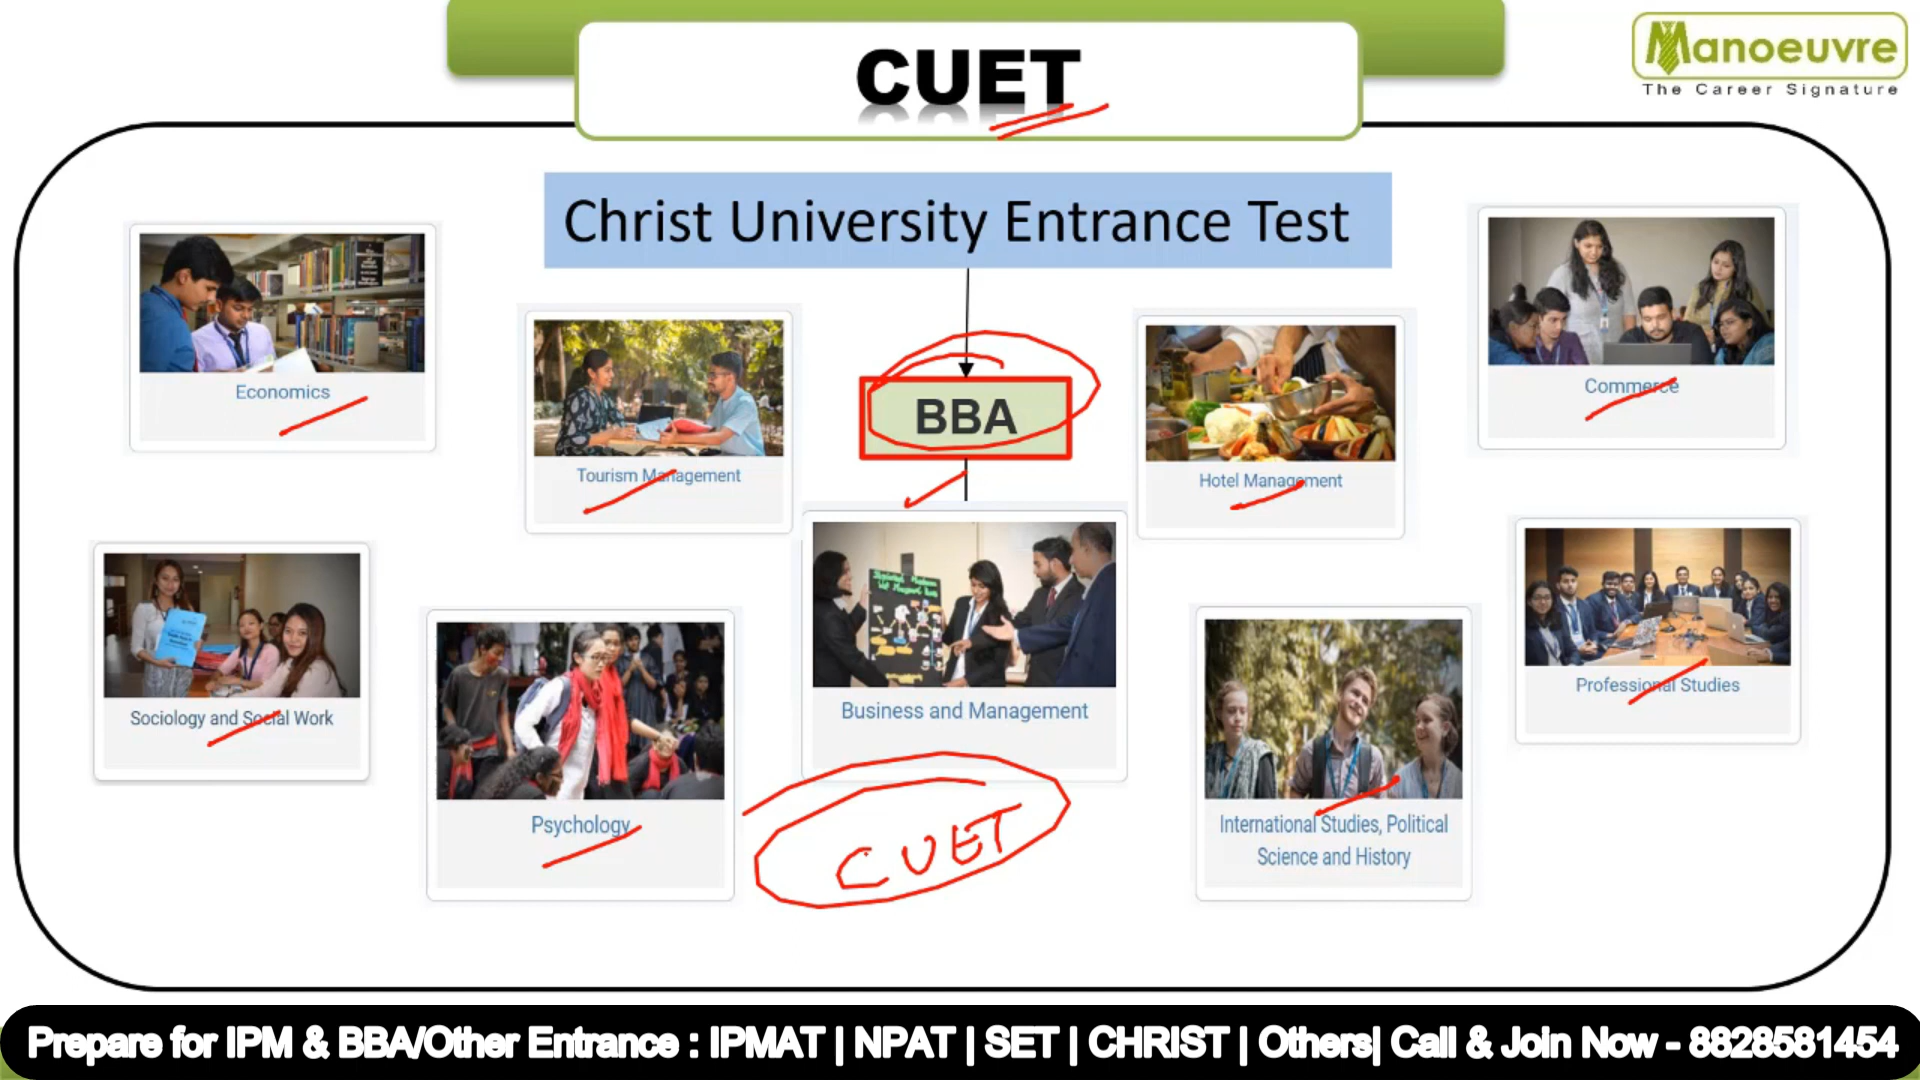 CUET
Manoeuvre
The Career Signature
Christ University Entrance Test
Economics
Tourism Management
BBA
Hotel Management
Commerce
Sociology and Social Work
Psychology
Business and Management
International Studies, Political
Science and History
Professional Studies
CUET
Prepare for IPM & BBA/Other Entrance : IPMAT | NPAT | SET | CHRIST | Others| Call & Join Now - 8828581454